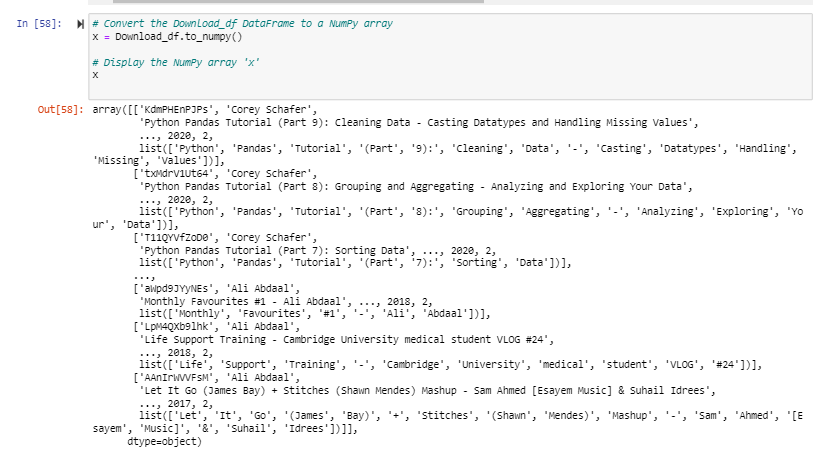 In [58]:
# Convert the Download_df DataFrame to a NumPy array
x = Download_df.to_numpy()
# Display the NumPy array 'x'
x
Out[58]: array([['KdmPHEnPJPs', 'Corey Schafer',
'Python Pandas Tutorial (Part 9): Cleaning Data - Casting Datatypes and Handling Missing Values',
..., 2020, 2,
list(['Python', 'Pandas', 'Tutorial', '(Part', '9):', 'Cleaning', 'Data', '-', 'Casting', 'Datatypes', 'Handling',
'Missing', 'Values'])],
['txMdrV1Ut64', 'Corey Schafer',
'Python Pandas Tutorial (Part 8): Grouping and Aggregating - Analyzing and Exploring Your Data',
..., 2020, 2,
list(['Python', 'Pandas', 'Tutorial', '(Part', '8):', 'Grouping', 'Aggregating', '-', 'Analyzing', 'Exploring', 'Yo
ur', 'Data'])],
['T11QYVfZoD0', 'Corey Schafer',
'Python Pandas Tutorial (Part 7): Sorting Data', ..., 2020, 2,
list(['Python', 'Pandas', 'Tutorial', '(Part', '7):', 'Sorting', 'Data'])],
...,
['aWpd9JYyNEs', 'Ali Abdaal',
'Monthly Favourites #1 - Ali Abdaal', ..., 2018, 2,
list(['Monthly', 'Favourites', '#1', '-', 'Ali', 'Abdaal'])],
['LpM4QXb9lhk', 'Ali Abdaal',
'Life Support Training - Cambridge University medical student VLOG #24',
..., 2018, 2,
list(['Life', 'Support', 'Training', '-', 'Cambridge', 'University', 'medical', 'student', 'VLOG', '#24'])],
['AAnIrWVVFSM', 'Ali Abdaal',
'Let It Go (James Bay) + Stitches (Shawn Mendes) Mashup - Sam Ahmed [Esayem Music] & Suhail Idrees',
..., 2017, 2,
list(['Let', 'It', 'Go', '(James', 'Bay)', '+', 'Stitches', '(Shawn', 'Mendes)', 'Mashup', '-', 'Sam', 'Ahmed', '[E
sayem', 'Music]', '&', 'Suhail', 'Idrees'])]],
dtype=object)